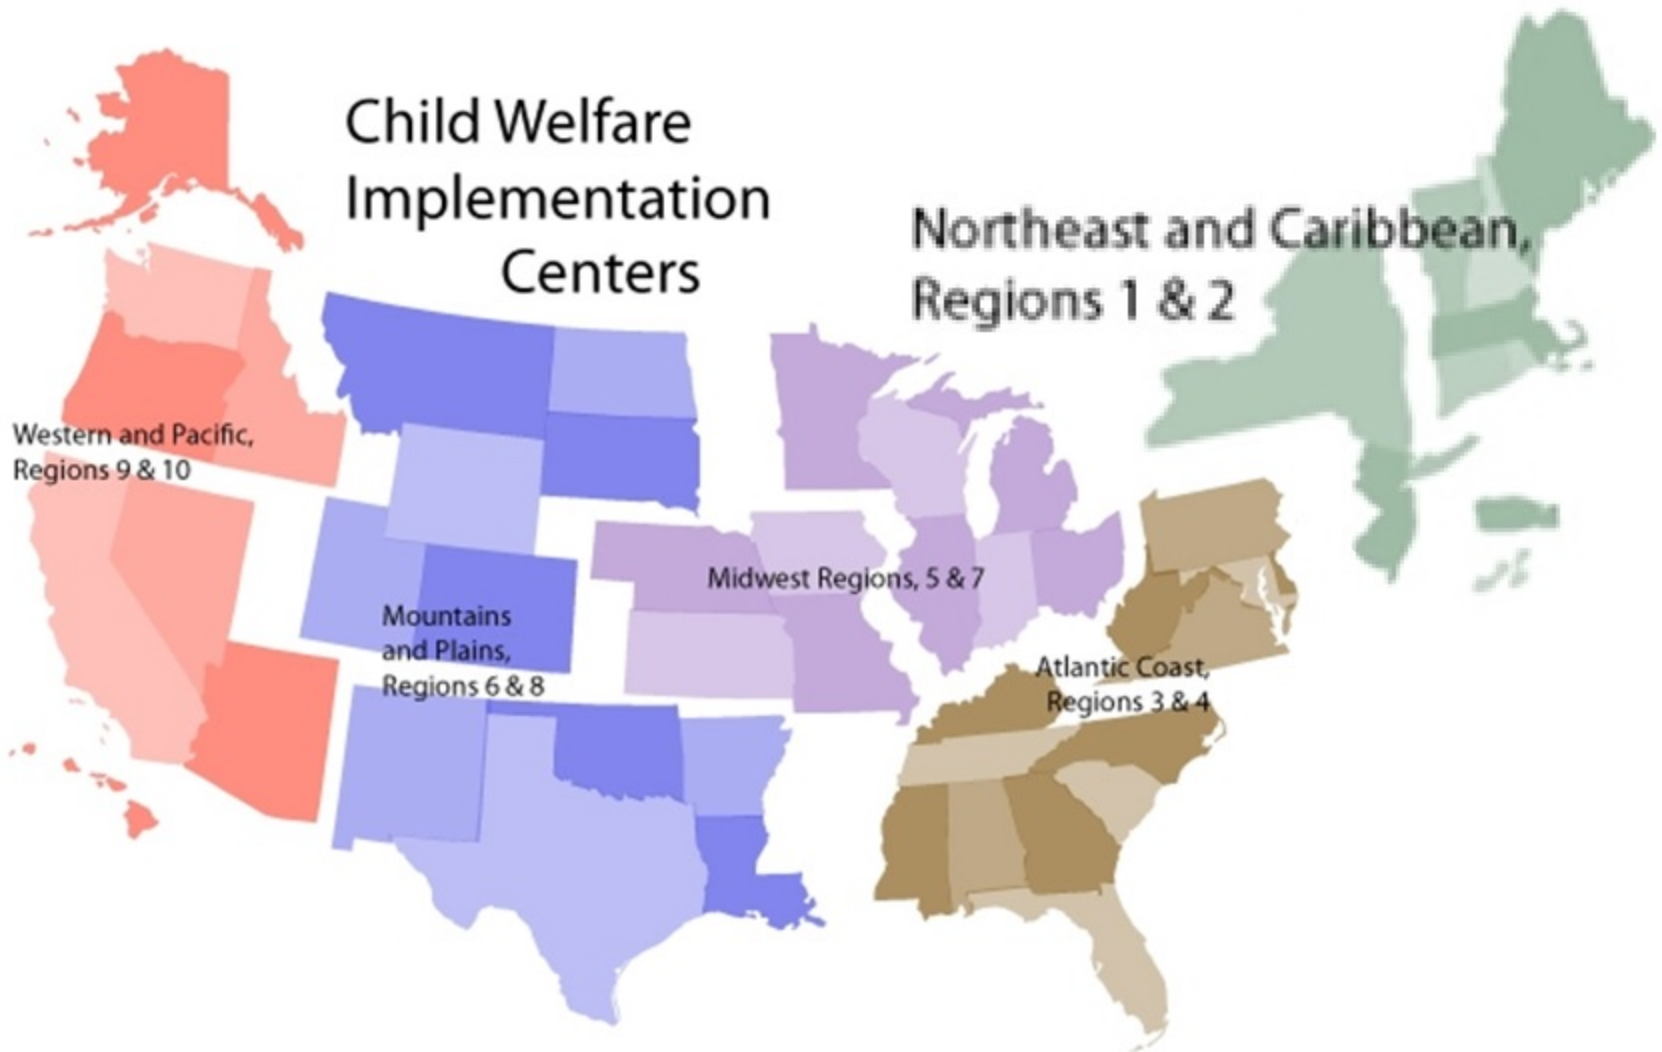 Child Welfare
Implementation
Centers
Northeast and Caribbean,
Regions 1 & 2
Western and Pacific,
Regions 9 & 10
Midwest Regions, 5 & 7
Mountains
and Plains,
Regions 6 & 8
Atlantic Coast,
Regions 3 & 4